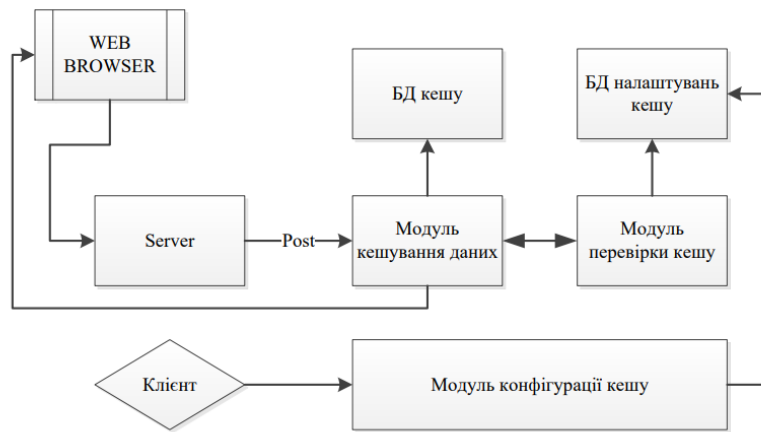 WEB
BROWSER
БД кешу
БД налаштувань
кешу
Server
Post
Модуль
кешування даних
Модуль
перевірки кешу
Клієнт
Модуль конфігурації кешу